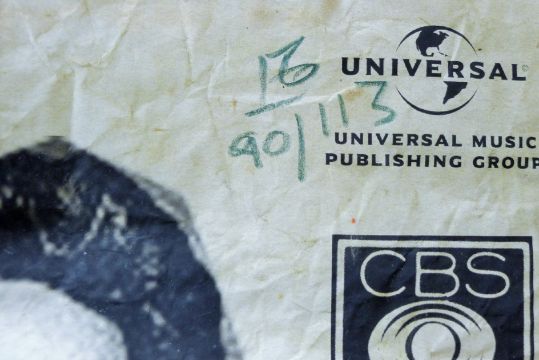 16
90/113
UNIVERSAL
UNIVERSAL MUSIC
PUBLISHING GROUP
CBS